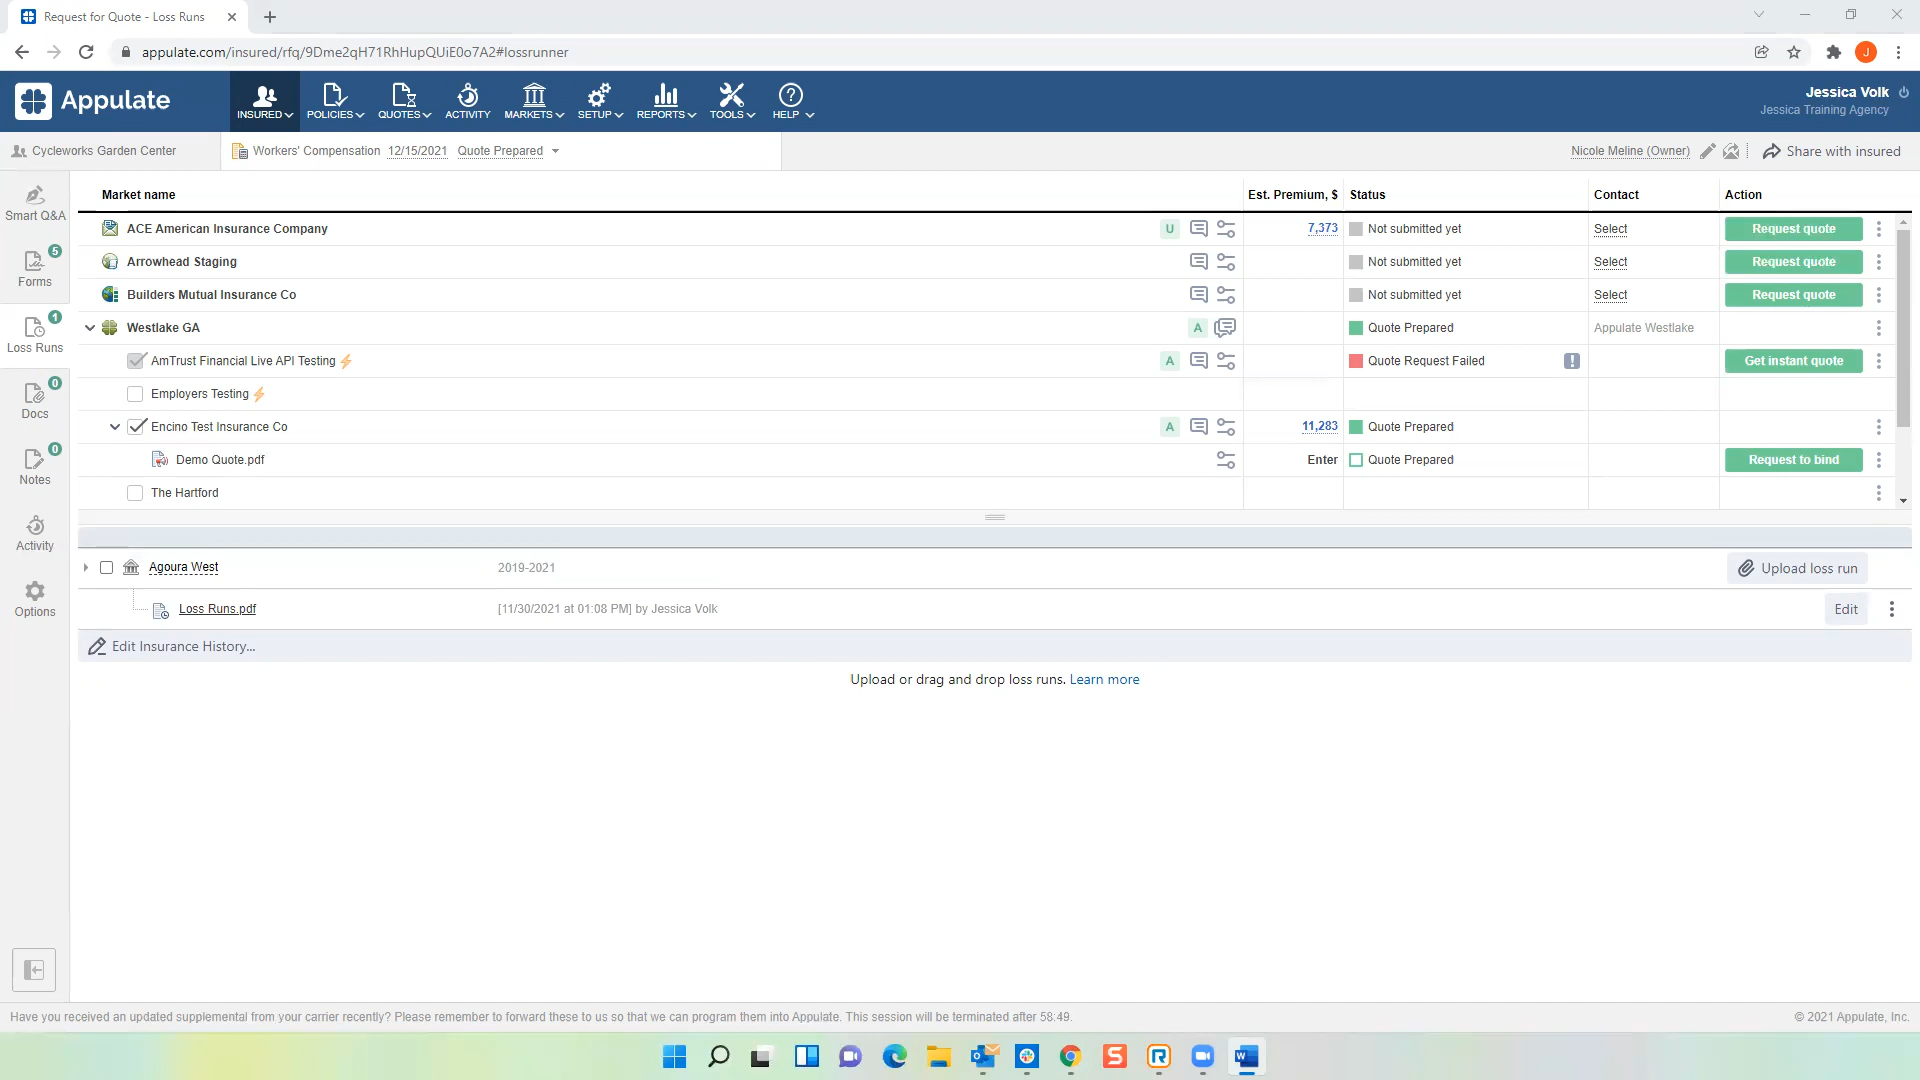 Request for Quote - Loss Runs
appulate.com/insured/rfq/9Dme2qH71RhHupQUiE0o7A2#lossrunner
J
Appulate
INSURED
POLICIES
QUOTES
ACTIVITY
MARKETS
SETUP
REPORTS
TOOLS
HELP
Jessica Volk
Jessica Training Agency
Cycleworks Garden Center
Workers' Compensation 12/15/2021 Quote Prepared
Nicole Meline (Owner)
Share with insured
Smart Q&A
5
Forms
1
Loss Runs
0
Docs
0
Notes
Activity
Options
Market name Est. Premium, $ Status Contact Action
ACE American Insurance Company U 7,373 Not submitted yet Select Request quote
Arrowhead Staging Not submitted yet Select Request quote
Builders Mutual Insurance Co Not submitted yet Select Request quote
Westlake GA A Quote Prepared Appulate Westlake
AmTrust Financial Live API Testing A Quote Request Failed ! Get instant quote
Employers Testing
Encino Test Insurance Co A 11,283 Quote Prepared
Demo Quote.pdf Enter Quote Prepared Request to bind
The Hartford
Agoura West 2019-2021 Upload loss run
Loss Runs.pdf [11/30/2021 at 01:08 PM] by Jessica Volk Edit
Edit Insurance History...
Upload or drag and drop loss runs. Learn more
Have you received an updated supplemental from your carrier recently? Please remember to forward these to us so that we can program them into Appulate. This session will be terminated after 58:49.
© 2021 Appulate, Inc.